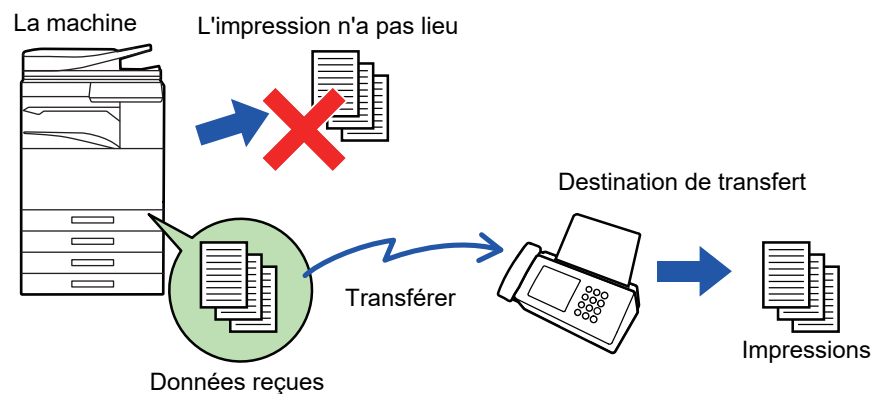 La machine
L'impression n'a pas lieu
Destination de transfert
Transférer
Impressions
Données reçues